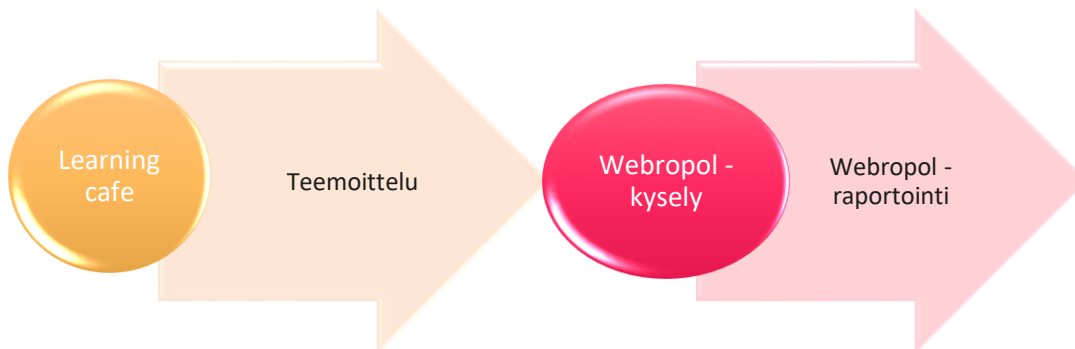 Learning
cafe
Teemoittelu
Webropol -
kysely
Webropol -
raportointi